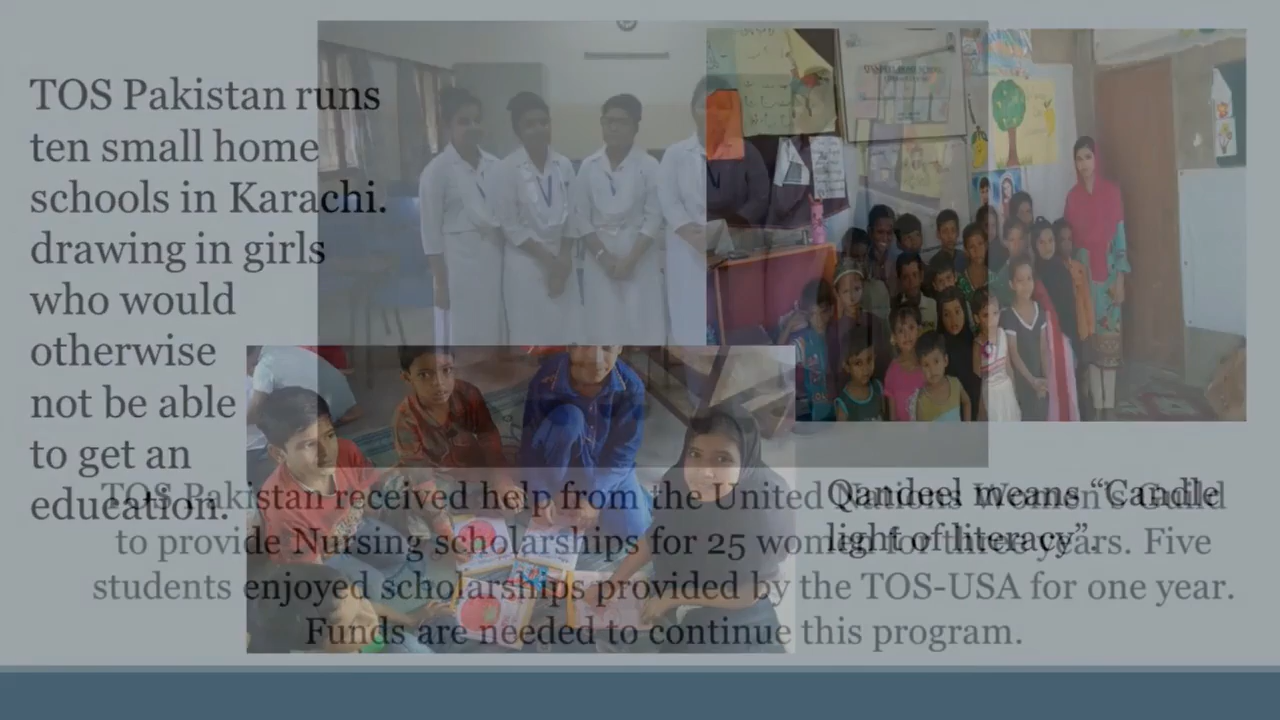 TOS Pakistan runs
ten small home
schools in Karachi.
drawing in girls
who would
otherwise
not be able
to get an
education.
Qandeel means “Candle
light of literacy”.
TOS Pakistan received help from the United Nations Women's Guild
to provide Nursing scholarships for 25 women for three years. Five
students enjoyed scholarships provided by the TOS-USA for one year.
Funds are needed to continue this program.